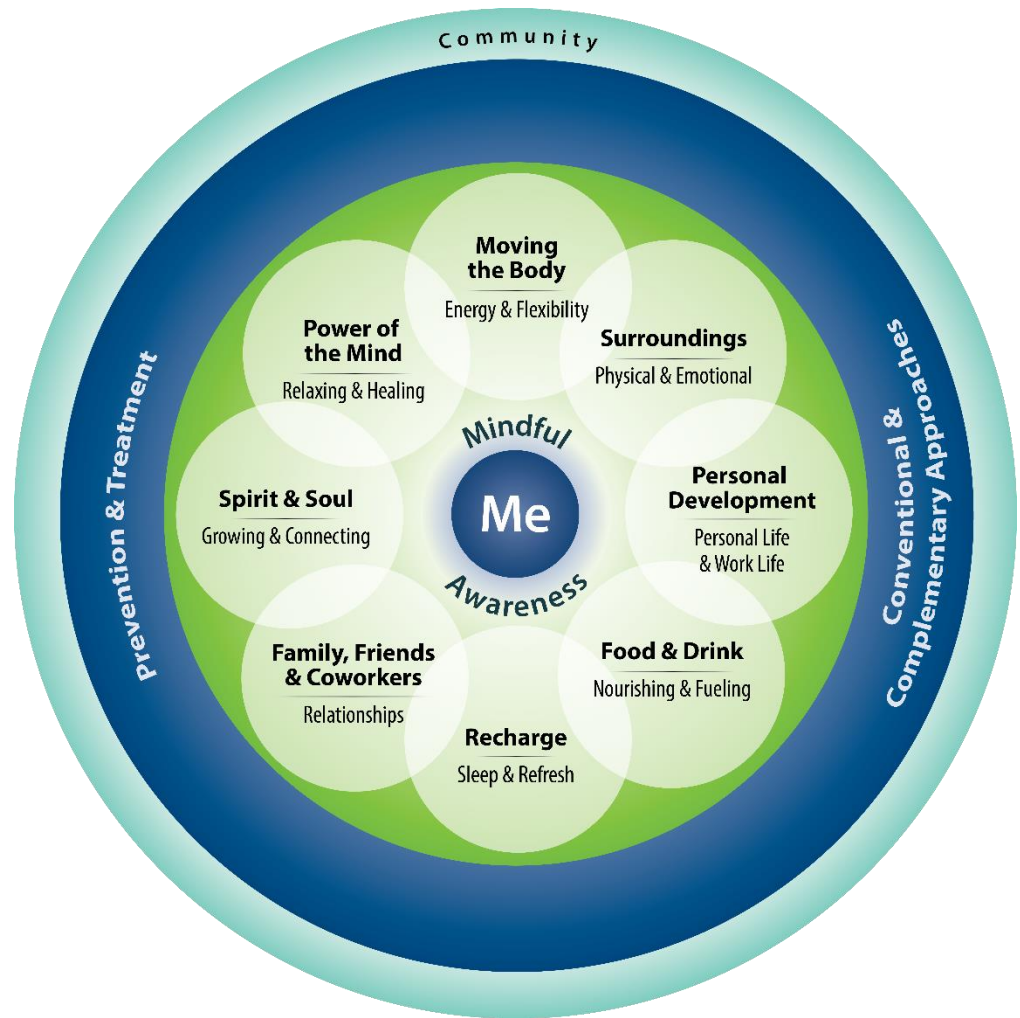 Community
Prevention & Treatment
Conventional &
Complementary Approaches
Moving
the Body
Energy & Flexibility
Surroundings
Physical & Emotional
Personal
Development
Personal Life
& Work Life
Food & Drink
Nourishing & Fueling
Recharge
Sleep & Refresh
Family, Friends
& Coworkers
Relationships
Spirit & Soul
Growing & Connecting
Power of
the Mind
Relaxing & Healing
Mindful
Me
Awareness